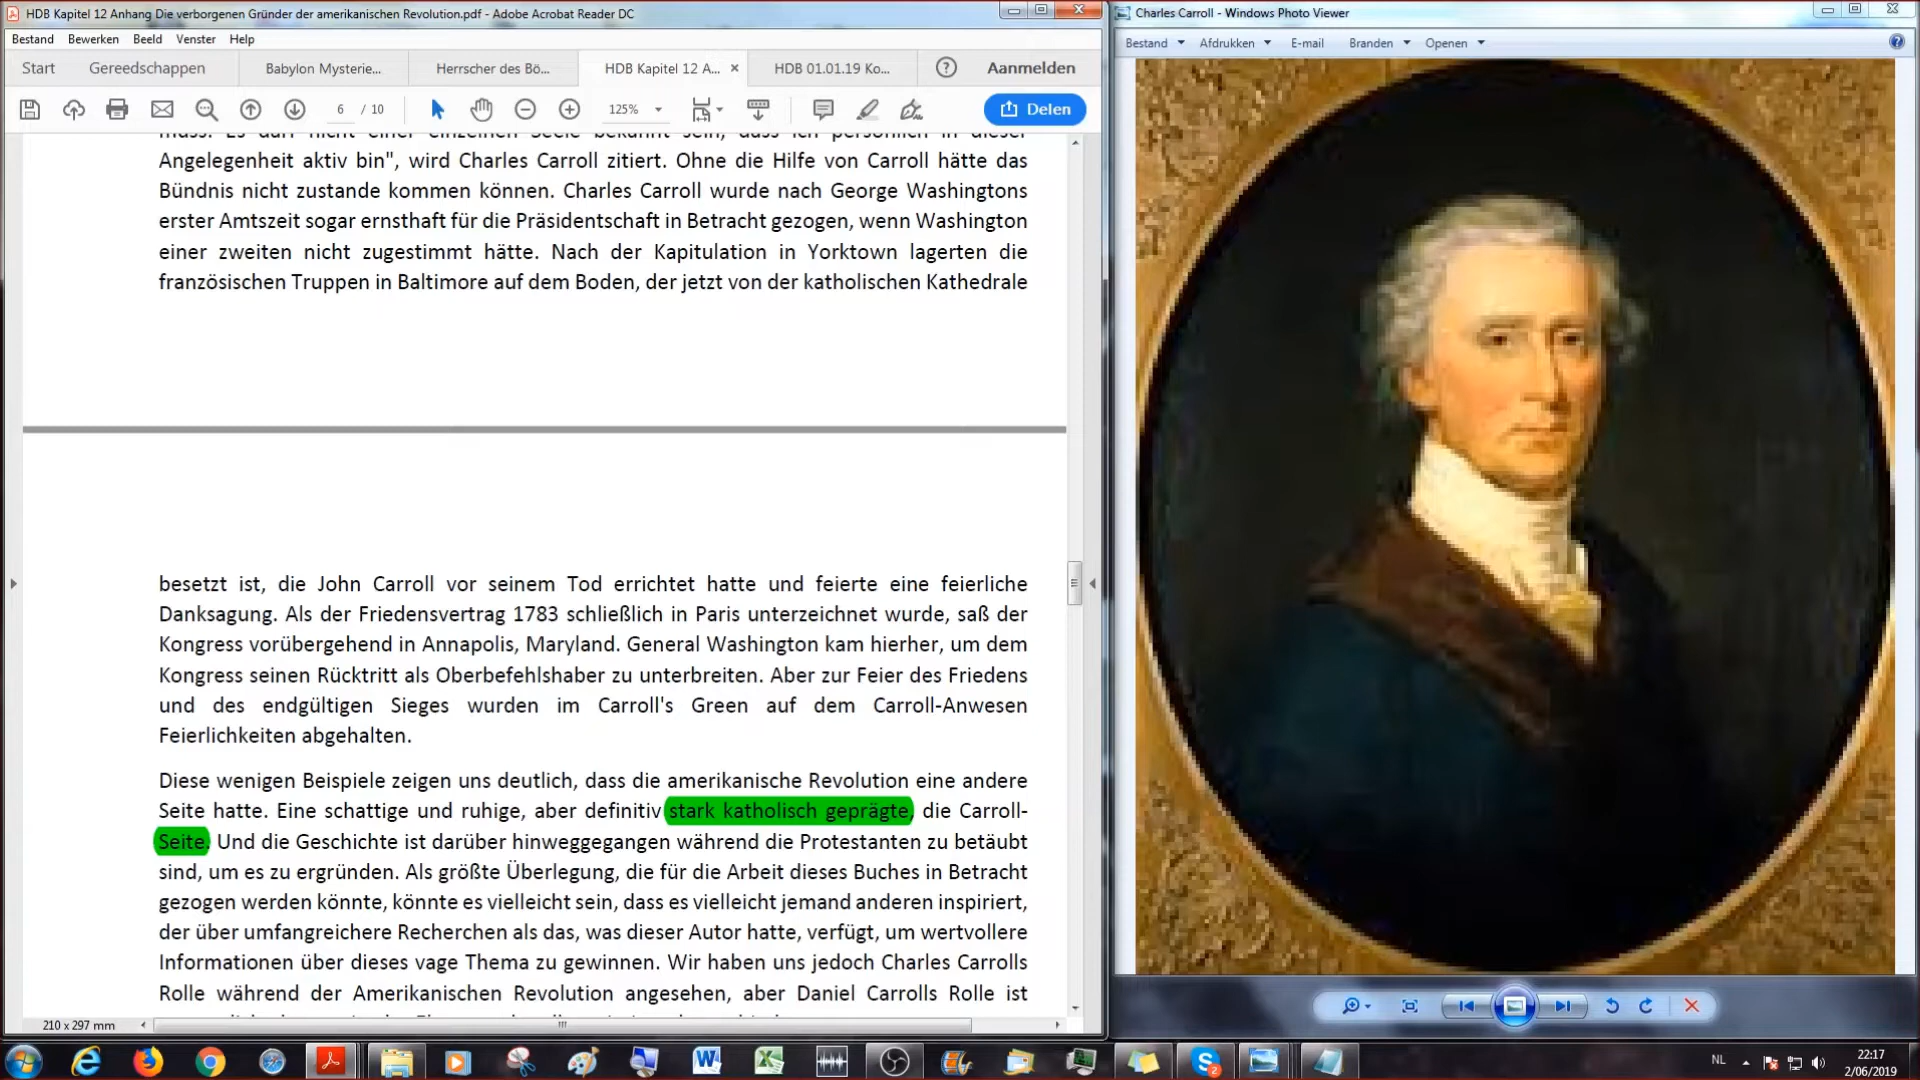 HDB Kapitel 12 Anhang Die verborgenen Gründer der amerikanischen Revolution.pdf - Adobe Acrobat Reader DC
Bestand Bewerken Beeld Venster Help
Start Gereedschappen Babylon Mysterie... Herrscher des Bö... HDB Kapitel 12 A... × HDB 01.01.19 Ko... Aanmelden
6 / 10 125% Delen
muss. Es darf nicht einer einzelnen Seele bekannt sein, dass ich persönlich in dieser
Angelegenheit aktiv bin", wird Charles Carroll zitiert. Ohne die Hilfe von Carroll hätte das
Bündnis nicht zustande kommen können. Charles Carroll wurde nach George Washingtons
erster Amtszeit sogar ernsthaft für die Präsidentschaft in Betracht gezogen, wenn Washington
einer zweiten nicht zugestimmt hätte. Nach der Kapitulation in Yorktown lagerten die
französischen Truppen in Baltimore auf dem Boden, der jetzt von der katholischen Kathedrale
besetzt ist, die John Carroll vor seinem Tod errichtet hatte und feierte eine feierliche
Danksagung. Als der Friedensvertrag 1783 schließlich in Paris unterzeichnet wurde, saß der
Kongress vorübergehend in Annapolis, Maryland. General Washington kam hierher, um dem
Kongress seinen Rücktritt als Oberbefehlshaber zu unterbreiten. Aber zur Feier des Friedens
und des endgültigen Sieges wurden im Carroll's Green auf dem Carroll-Anwesen
Feierlichkeiten abgehalten.
Diese wenigen Beispiele zeigen uns deutlich, dass die amerikanische Revolution eine andere
Seite hatte. Eine schattige und ruhige, aber definitiv stark katholisch geprägte, die Carroll-
Seite. Und die Geschichte ist darüber hinweggegangen während die Protestanten zu betäubt
sind, um es zu ergründen. Als größte Überlegung, die für die Arbeit dieses Buches in Betracht
gezogen werden könnte, könnte es vielleicht sein, dass es vielleicht jemand anderen inspiriert,
der über umfangreichere Recherchen als das, was dieser Autor hatte, verfügt, um wertvollere
Informationen über dieses vage Thema zu gewinnen. Wir haben uns jedoch Charles Carrolls
Rolle während der Amerikanischen Revolution angesehen, aber Daniel Carrolls Rolle ist
210 x 297 mm
Charles Carroll - Windows Photo Viewer
Bestand Afdrukken E-mail Branden Openen
NL
22:17
2/06/2019